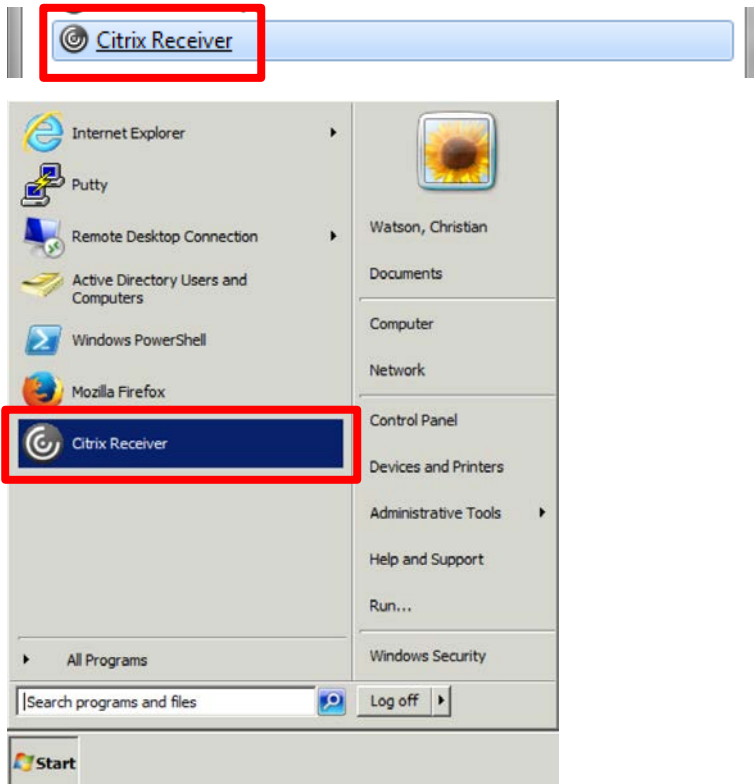 Citrix Receiver
Internet Explorer
Putty
Remote Desktop Connection
Active Directory Users and
Computers
Windows PowerShell
Mozilla Firefox
Citrix Receiver
All Programs
Search programs and files
Watson, Christian
Documents
Computer
Network
Control Panel
Devices and Printers
Administrative Tools
Help and Support
Run...
Windows Security
Log off
Start